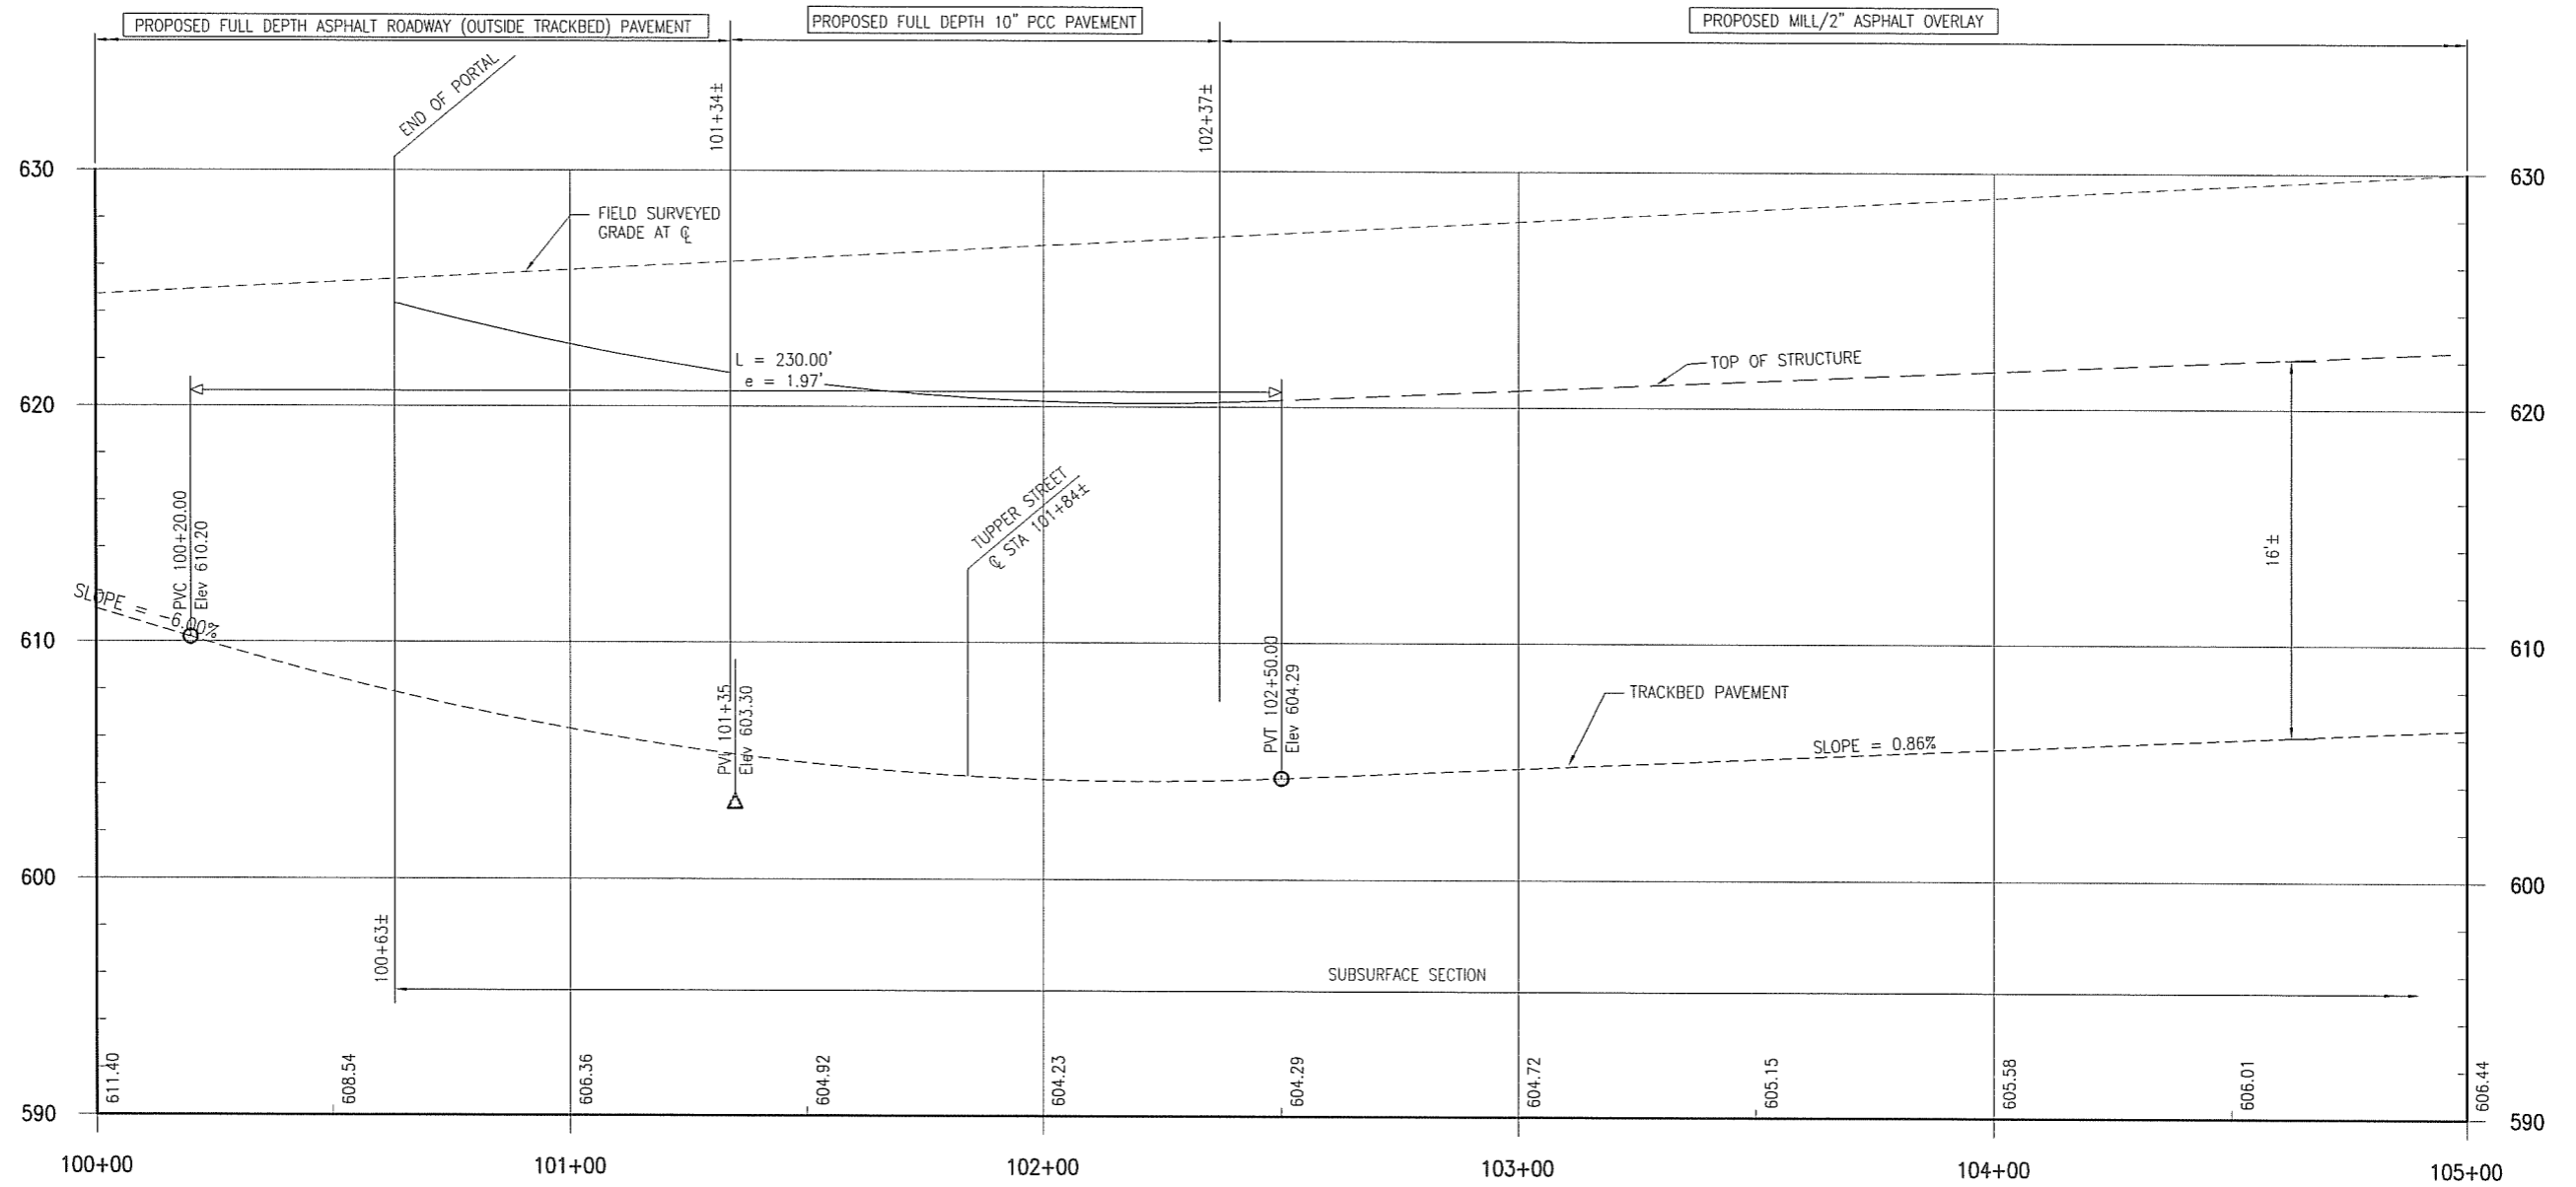 PROPOSED FULL DEPTH ASPHALT ROADWAY (OUTSIDE TRACKBED) PAVEMENT
PROPOSED FULL DEPTH 10" PCC PAVEMENT
PROPOSED MILL/2" ASPHALT OVERLAY
END OF PORTAL
101+34±
102+37±
630
630
FIELD SURVEYED
GRADE AT ℄
L = 230.00'
e = 1.97'
TOP OF STRUCTURE
620
620
TUPPER STREET
℄ STA 101+84±
PVC 100+20.00
Elev 610.20
16'±
SLOPE = -6.00%
610
610
PVI 101+35
Elev 603.30
PVT 102+50.00
Elev 604.29
TRACKBED PAVEMENT
SLOPE = 0.86%
600
600
100+63±
SUBSURFACE SECTION
611.40
608.54
606.36
604.92
604.23
604.29
604.72
605.15
605.58
606.01
606.44
590
590
100+00
101+00
102+00
103+00
104+00
105+00